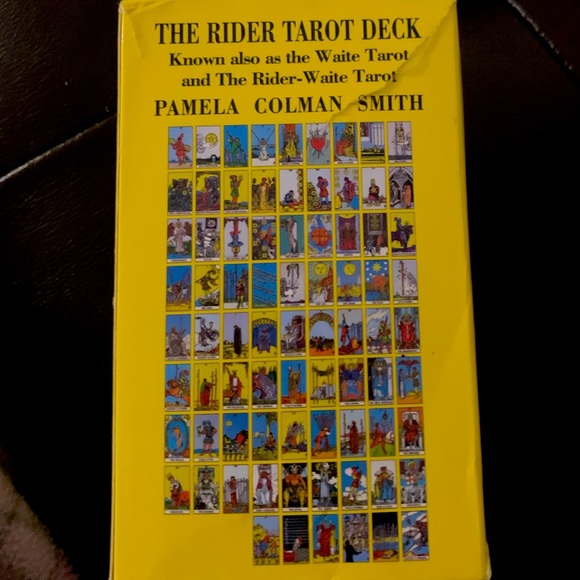 THE RIDER TAROT DECK
Known also as the Waite Tarot
and The Rider-Waite Tarot
PAMELA COLMAN SMITH